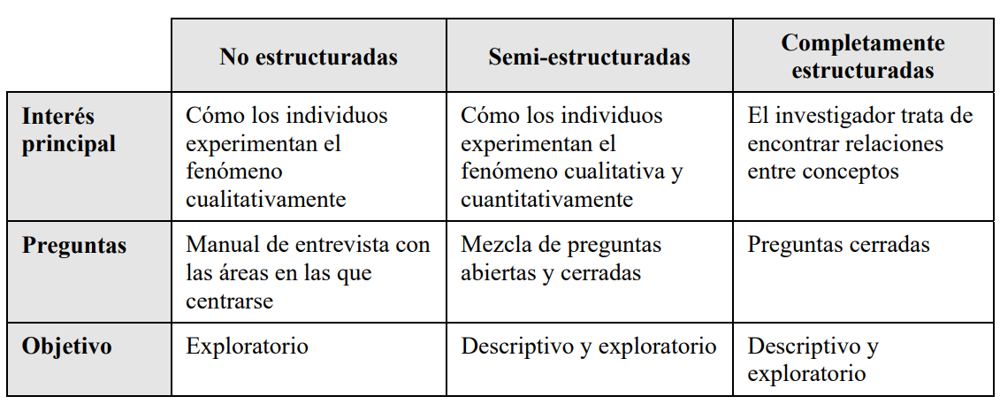 No estructuradas
Semi-estructuradas
Completamente
estructuradas
Interés
principal
Cómo los individuos
experimentan el
fenómeno
cualitativamente
Cómo los individuos
experimentan el
fenómeno cualitativa y
cuantitativamente
El investigador trata de
encontrar relaciones
entre conceptos
Preguntas
Manual de entrevista con
las áreas en las que
centrarse
Mezcla de preguntas
abiertas y cerradas
Preguntas cerradas
Objetivo
Exploratorio
Descriptivo y exploratorio
Descriptivo y
exploratorio